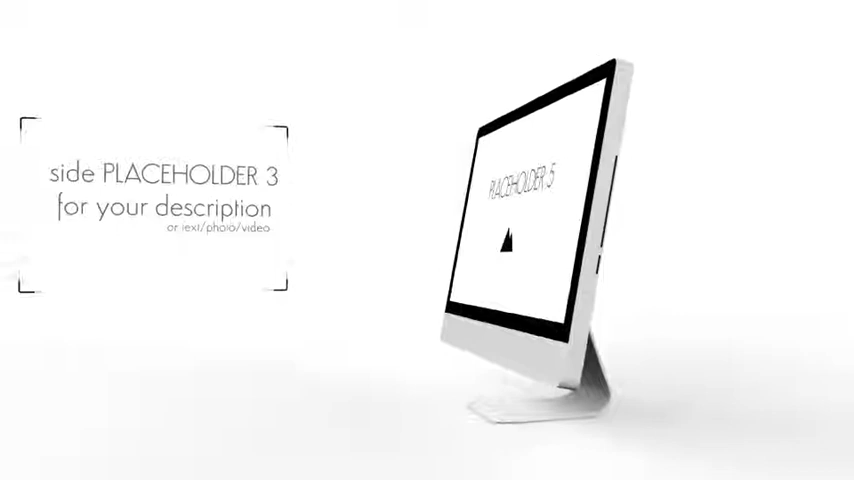 side PLACEHOLDER 3
for your description
or text/photo/video
PLACEHOLDER 5